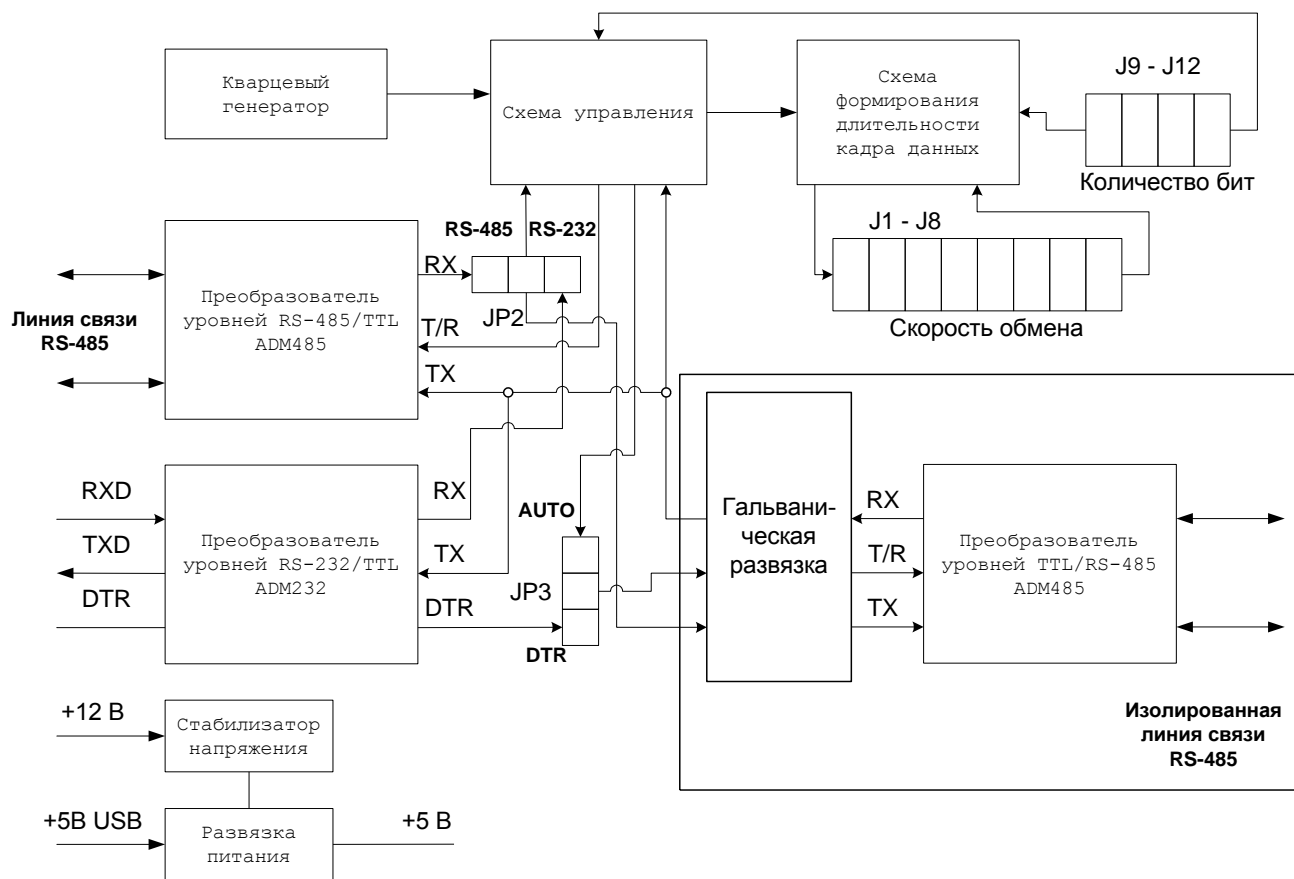 Кварцевый
генератор
Схема управления
Схема
формирования
длительности
кадра данных
J9 - J12
Количество бит
J1 - J8
Скорость обмена
RS-485
RS-232
RX
JP2
T/R
TX
Преобразователь
уровней RS-485/TTL
ADM485
Линия связи
RS-485
RXD
TXD
DTR
Преобразователь
уровней RS-232/TTL
ADM232
RX
TX
DTR
AUTO
JP3
DTR
Гальвани-
ческая
развязка
RX
T/R
TX
Преобразователь
уровней TTL/RS-485
ADM485
Изолированная
линия связи
RS-485
+12 В
Стабилизатор
напряжения
+5В USB
Развязка
питания
+5 В